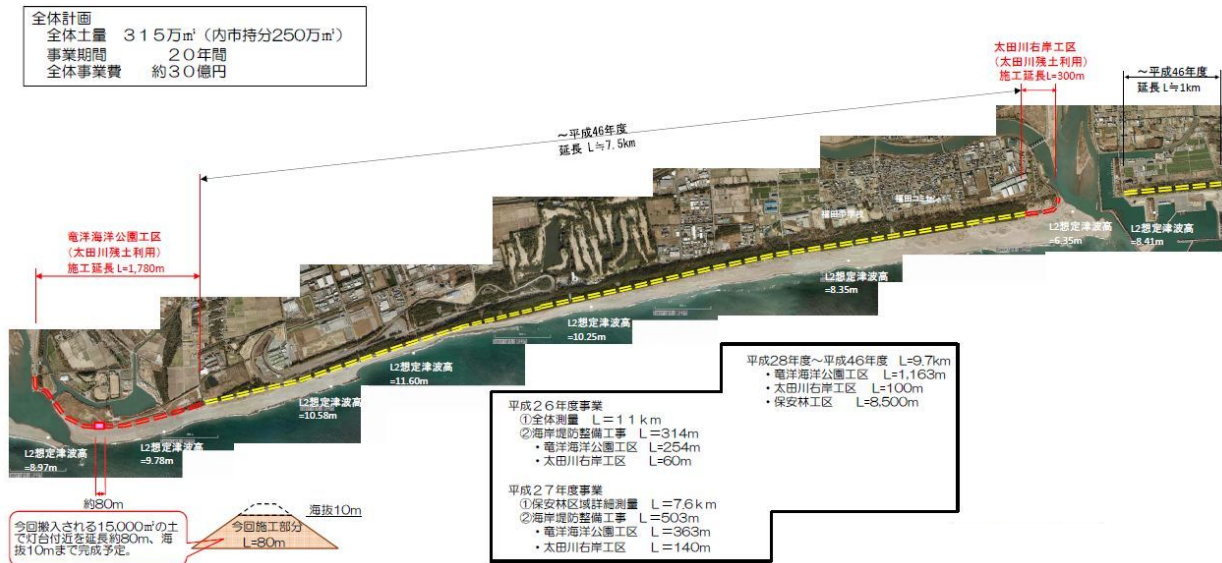 全体計画
全体土量 315万㎥（内市持分250万㎥）
事業期間 20年間
全体事業費 約30億円
太田川右岸工区
（太田川残土利用）
施工延長L=300m
～平成46年度
延長 L≒1km
～平成46年度
延長 L≒7.5km
竜洋海洋公園工区
（太田川残土利用）
施工延長L=1,780m
福田中学校
L2想定津波高
=6.35m
L2想定津波高
=8.41m
L2想定津波高
=8.35m
L2想定津波高
=10.25m
L2想定津波高
=11.60m
L2想定津波高
=10.58m
L2想定津波高
=9.78m
L2想定津波高
=8.97m
約80m
今回搬入される15,000㎥の土
で灯台付近を延長約80m、海
抜10mまで完成予定。
海抜10m
今回施工部分
L=80m
平成26年度事業
①全体測量 L=11km
②海岸堤防整備工事 L=314m
・竜洋海洋公園工区 L=254m
・太田川右岸工区 L=60m
平成27年度事業
①保安林区域詳細測量 L=7.6km
②海岸堤防整備工事 L=503m
・竜洋海洋公園工区 L=363m
・太田川右岸工区 L=140m
平成28年度～平成46年度 L=9.7km
・竜洋海洋公園工区 L=1,163m
・太田川右岸工区 L=100m
・保安林工区 L=8,500m